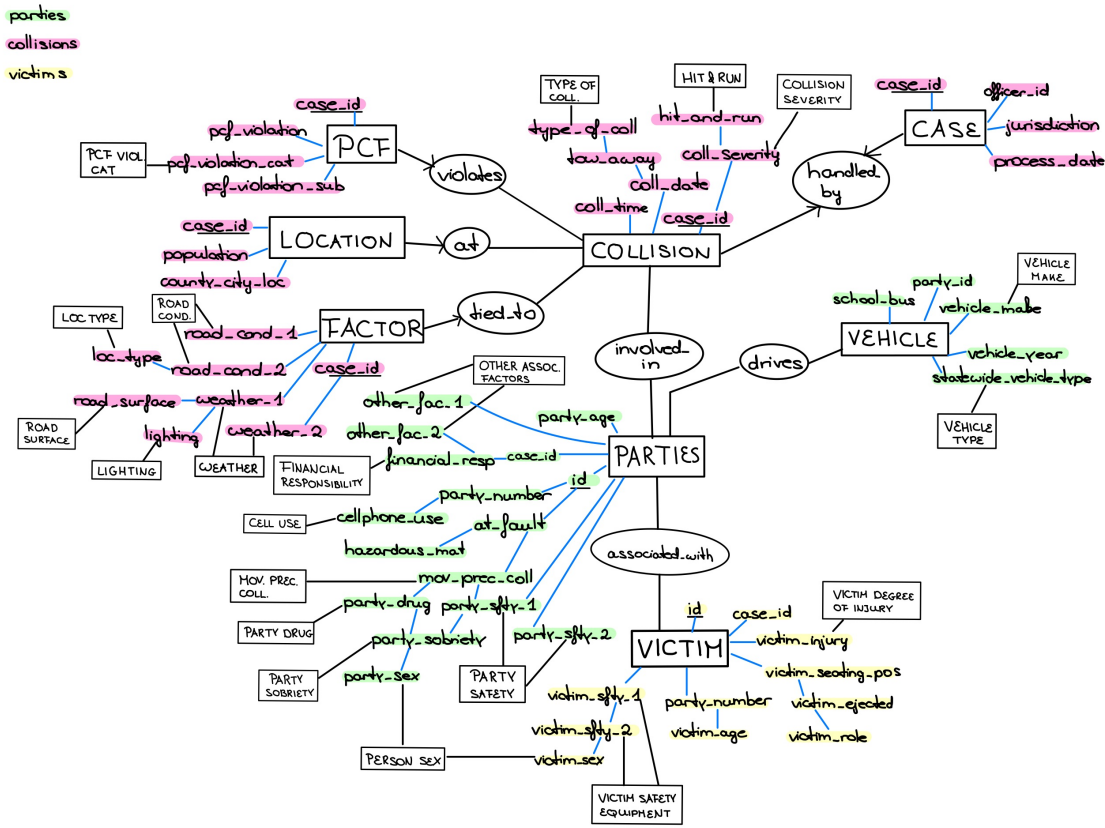 parties
collisions
victims
case_id
pcf_violation
pcf_violation_cat
pcf_violation_sub
PCF VIOL.
CAT
PCF
violates
TYPE OF
COLL.
HIT & RUN
COLLISION
SEVERITY
type_of_coll
hit_and_run
tow_away
coll_severity
coll_date
coll_time
case_id
COLLISION
case_id
officer_id
jurisdiction
process_date
CASE
handled_
by
case_id
population
county_city_loc
LOCATION
at
LOC TYPE
ROAD
COND.
road_cond_1
loc_type
road_cond_2
FACTOR
tied_to
case_id
road_surface
weather_1
lighting
weather_2
ROAD
SURFACE
LIGHTING
WEATHER
involved_
in
drives
school_bus
party_id
vehicle_make
VEHICLE
MAKE
VEHICLE
vehicle_year
statewide_vehicle_type
VEHICLE
TYPE
OTHER ASSOC.
FACTORS
other_fac_1
party_age
other_fac_2
financial_resp
case_id
FINANCIAL
RESPONSIBILITY
PARTIES
id
party_number
CELL USE
cellphone_use
at_fault
hazardous_mat
associated_with
MOV. PREC.
COLL.
mov_prec_coll
party_drug
party_sfty_1
PARTY DRUG
party_sobriety
party_sfty_2
PARTY
SOBRIETY
party_sex
PARTY
SAFETY
id
case_id
VICTIM DEGREE
OF INJURY
victim_injury
VICTIM
victim_seating_pos
victim_sfty_1
party_number
victim_ejected
victim_sfty_2
victim_age
victim_role
PERSON SEX
victim_sex
VICTIM SAFETY
EQUIPMENT